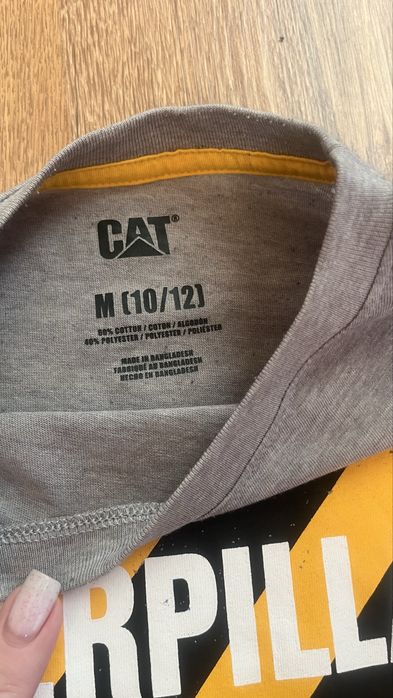 CAT®
M (10/12)
60% COTTON / COTON / ALGODÓN
40% POLYESTER / POLYESTER / POLIÉSTER
MADE IN BANGLADESH
FABRIQUÉ AU BANGLADESH
HECHO EN BANGLADESH
ERPILLA